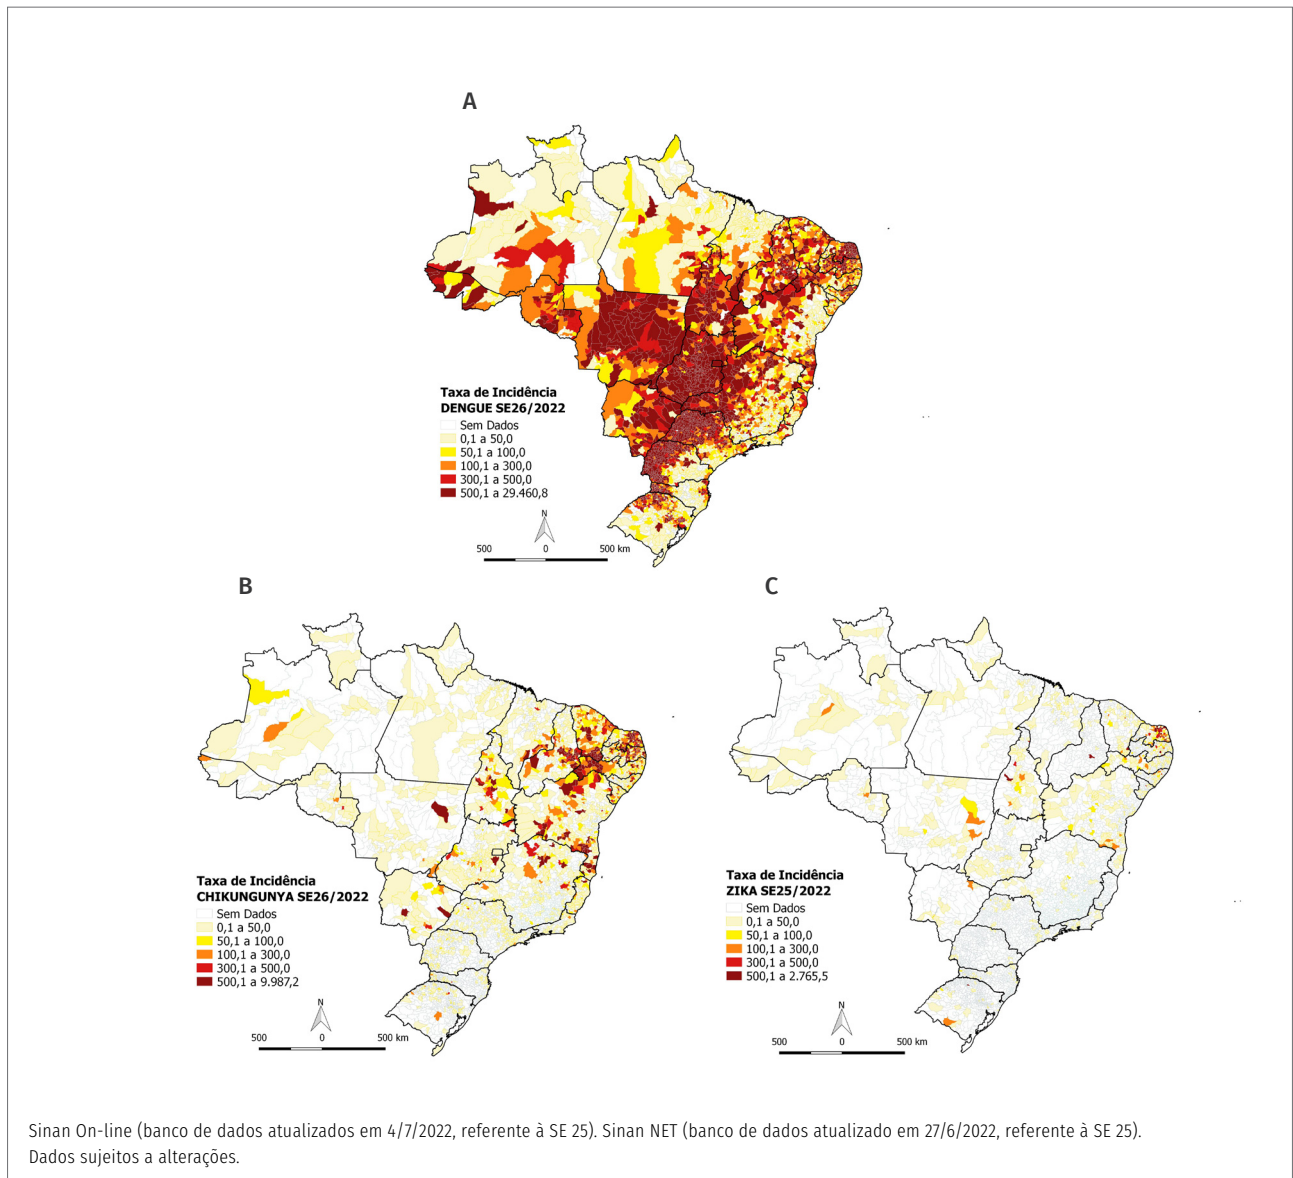 A
Taxa de Incidência
DENGUE SE26/2022
Sem Dados
0,1 a 50,0
50,1 a 100,0
100,1 a 300,0
300,1 a 500,0
500,1 a 29.460,8
N
500 0 500 km
B
Taxa de Incidência
CHIKUNGUNYA SE26/2022
Sem Dados
0,1 a 50,0
50,1 a 100,0
100,1 a 300,0
300,1 a 500,0
500,1 a 9.987,2
N
500 0 500 km
C
Taxa de Incidência
ZIKA SE25/2022
Sem Dados
0,1 a 50,0
50,1 a 100,0
100,1 a 300,0
300,1 a 500,0
500,1 a 2.765,5
N
500 0 500 km
Sinan On-line (banco de dados atualizados em 4/7/2022, referente à SE 25). Sinan NET (banco de dados atualizado em 27/6/2022, referente à SE 25).
Dados sujeitos a alterações.